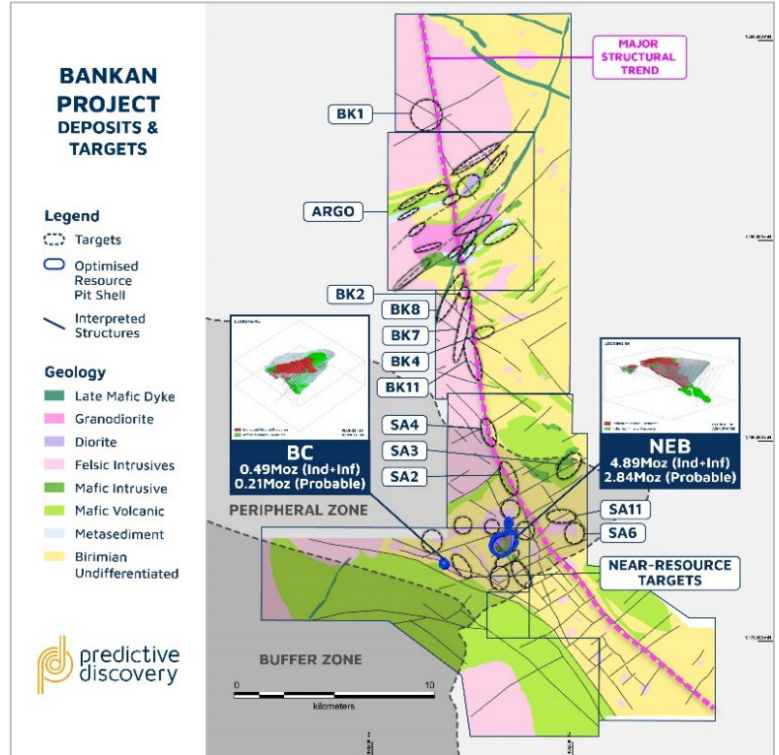 BANKAN
PROJECT
DEPOSITS &
TARGETS
Legend
Targets
Optimised
Resource
Pit Shell
Interpreted
Structures
Geology
Late Mafic Dyke
Granodiorite
Diorite
Felsic Intrusives
Mafic Intrusive
Mafic Volcanic
Metasediment
Birimian
Undifferentiated
predictive
discovery
MAJOR
STRUCTURAL
TREND
BK1
ARGO
BK2
BK8
BK7
BK4
BK11
SA4
SA3
SA2
BC
0.49Moz (Ind+Inf)
0.21Moz (Probable)
NEB
4.89Moz (Ind+Inf)
2.84Moz (Probable)
SA11
SA6
NEAR-RESOURCE
TARGETS
PERIPHERAL ZONE
BUFFER ZONE
0 10
kilometers